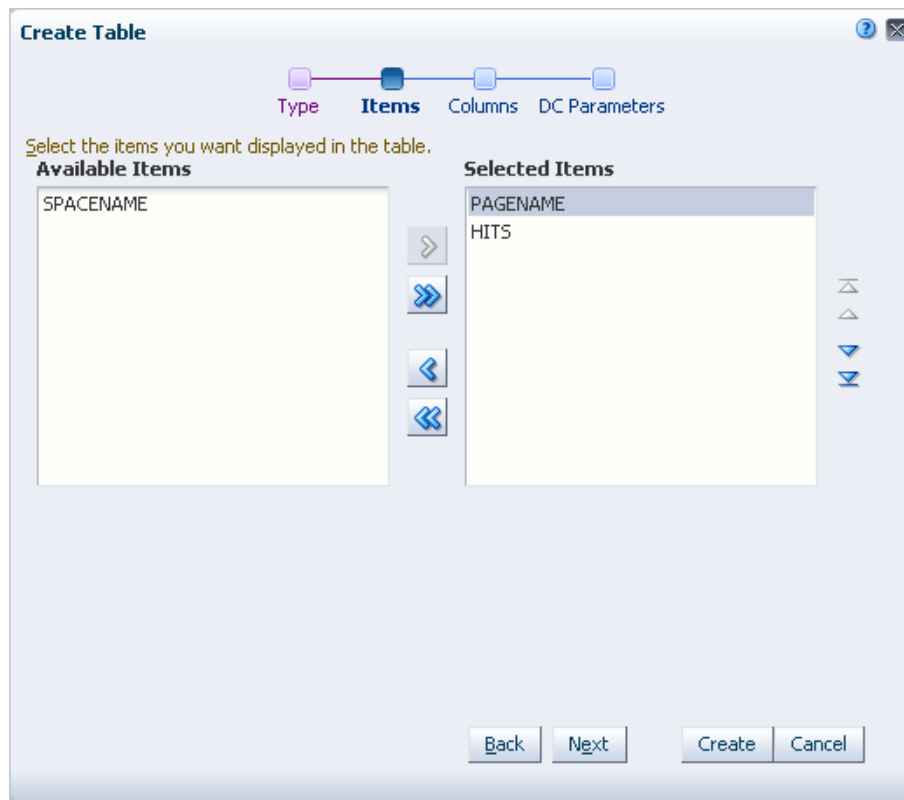 Create Table
Type Items Columns DC Parameters
Select the items you want displayed in the table.
Available Items Selected Items
SPACENAME PAGENAME
HITS
Back Next Create Cancel